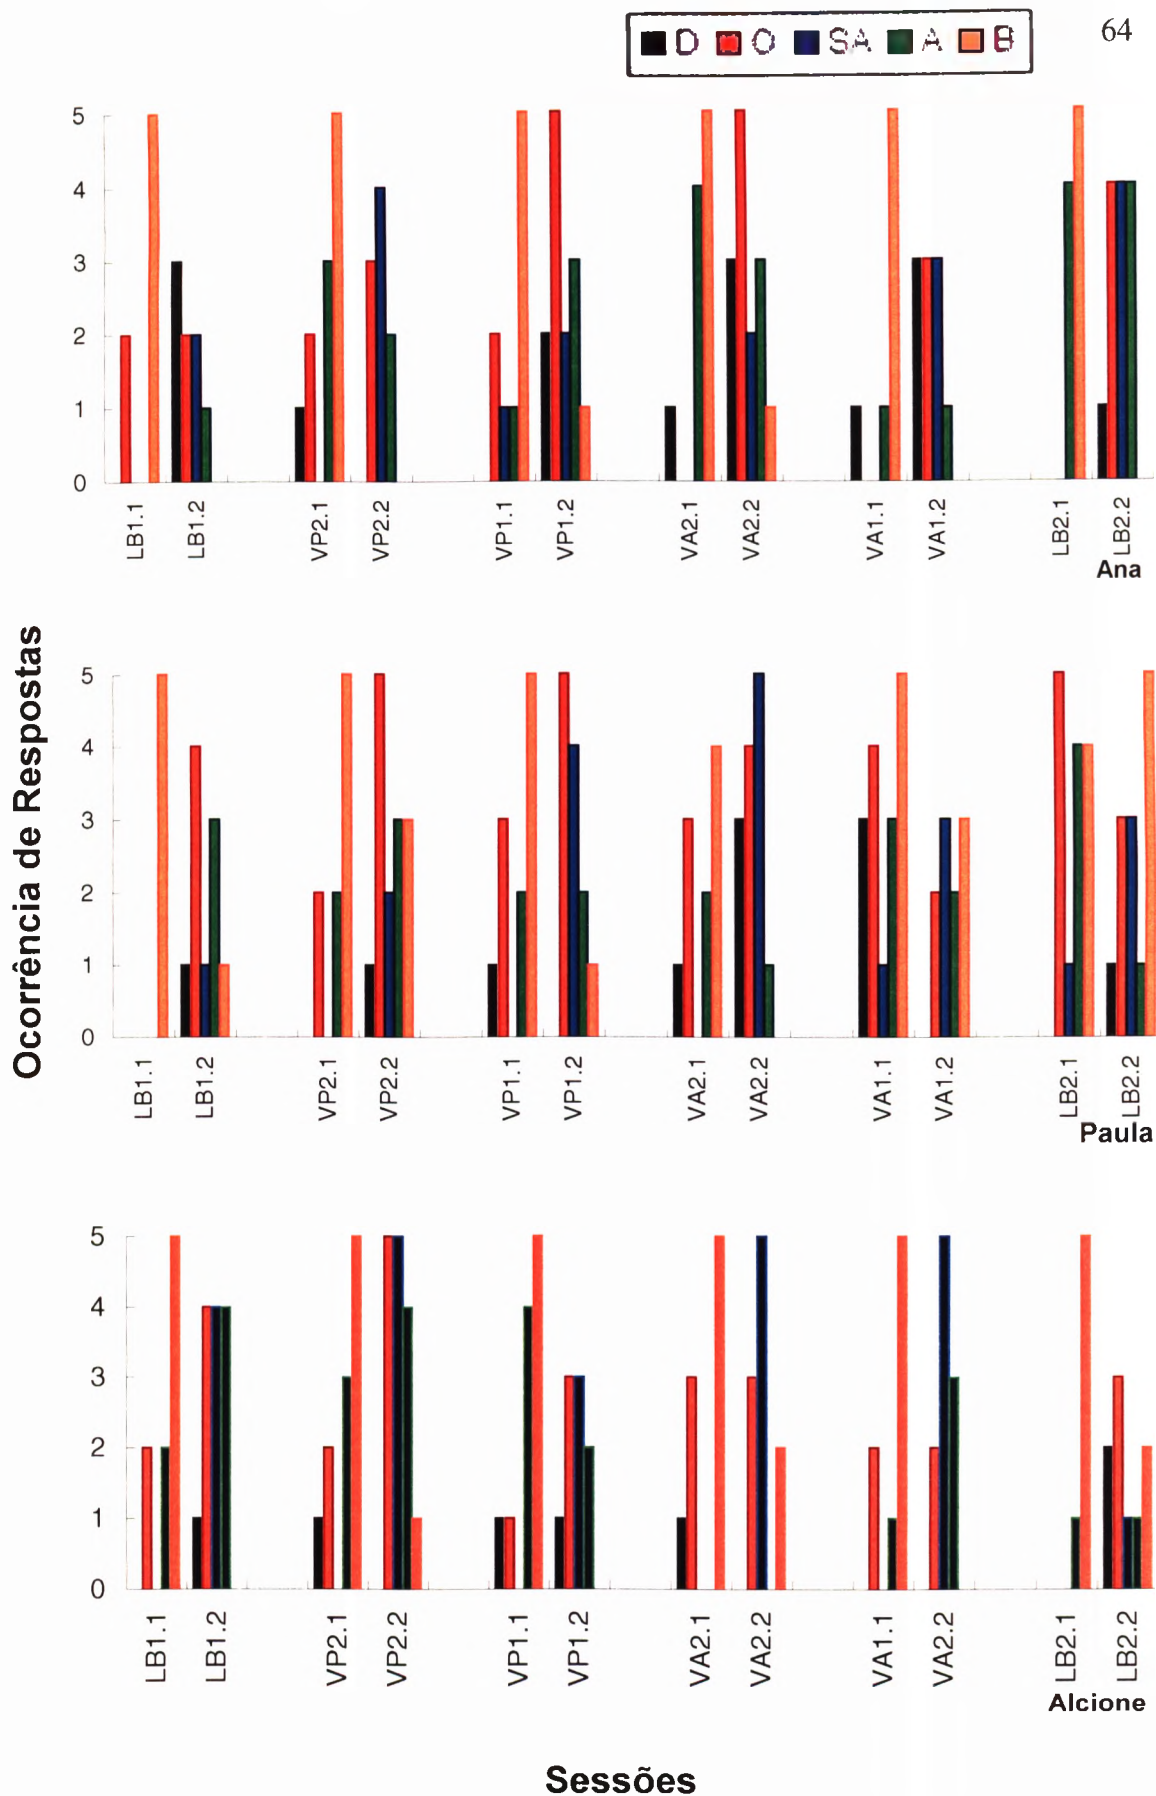 64
D O SA A B
5
4
3
2
1
0
LB1.1 LB1.2 VP2.1 VP2.2 VP1.1 VP1.2 VA2.1 VA2.2 VA1.1 VA1.2 LB2.1 LB2.2
Ana
Ocorrência de Respostas
5
4
3
2
1
0
LB1.1 LB1.2 VP2.1 VP2.2 VP1.1 VP1.2 VA2.1 VA2.2 VA1.1 VA1.2 LB2.1 LB2.2
Paula
5
4
3
2
1
0
LB1.1 LB1.2 VP2.1 VP2.2 VP1.1 VP1.2 VA2.1 VA2.2 VA1.1 VA2.2 LB2.1 LB2.2
Alcione
Sessões